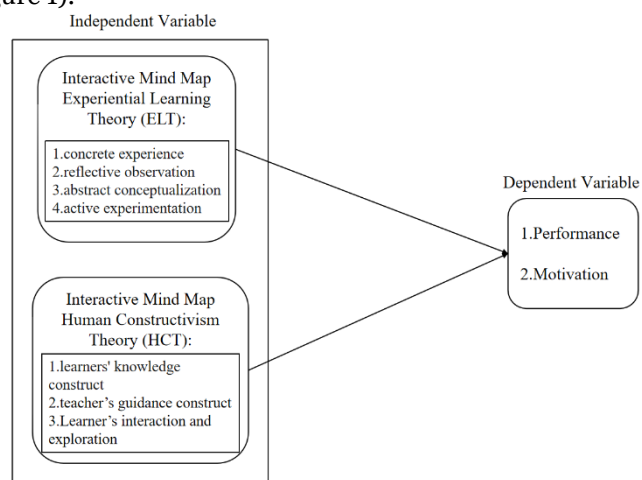 gure 1).
Independent Variable
Interactive Mind Map
Experiential Learning
Theory (ELT):
1.concrete experience
2.reflective observation
3.abstract conceptualization
4.active experimentation
Interactive Mind Map
Human Constructivism
Theory (HCT):
1.learners' knowledge
construct
2.teacher’s guidance construct
3.Learner’s interaction and
exploration
Dependent Variable
1.Performance
2.Motivation